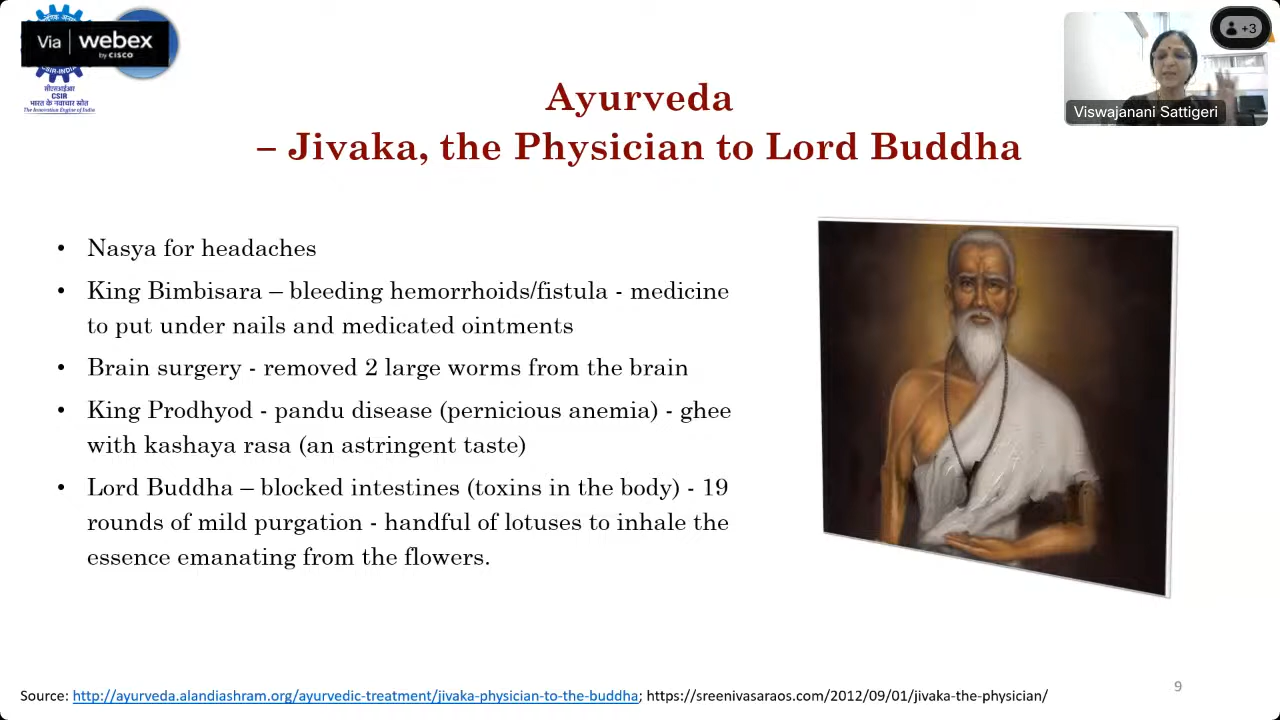 Via webex
by CISCO
CSIR-INDIA
सीएसआईआर
CSIR
भारत के नवाचार स्रोत
The Innovation Engine of India
+3
Viswajanani Sattigeri
Ayurveda
– Jivaka, the Physician to Lord Buddha
• Nasya for headaches
• King Bimbisara – bleeding hemorrhoids/fistula - medicine
to put under nails and medicated ointments
• Brain surgery - removed 2 large worms from the brain
• King Prodhyod - pandu disease (pernicious anemia) - ghee
with kashaya rasa (an astringent taste)
• Lord Buddha – blocked intestines (toxins in the body) - 19
rounds of mild purgation - handful of lotuses to inhale the
essence emanating from the flowers.
Source: http://ayurveda.alandiashram.org/ayurvedic-treatment/jivaka-physician-to-the-buddha; https://sreenivasaraos.com/2012/09/01/jivaka-the-physician/
9